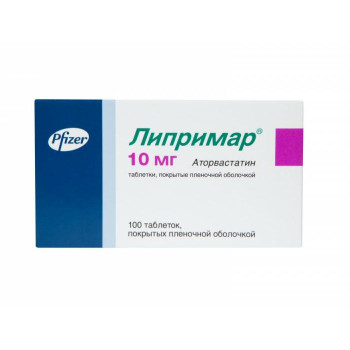 Pfizer
Липримар®
10 мг
Аторвастатин
таблетки, покрытые пленочной оболочкой
100 таблеток,
покрытых пленочной оболочкой